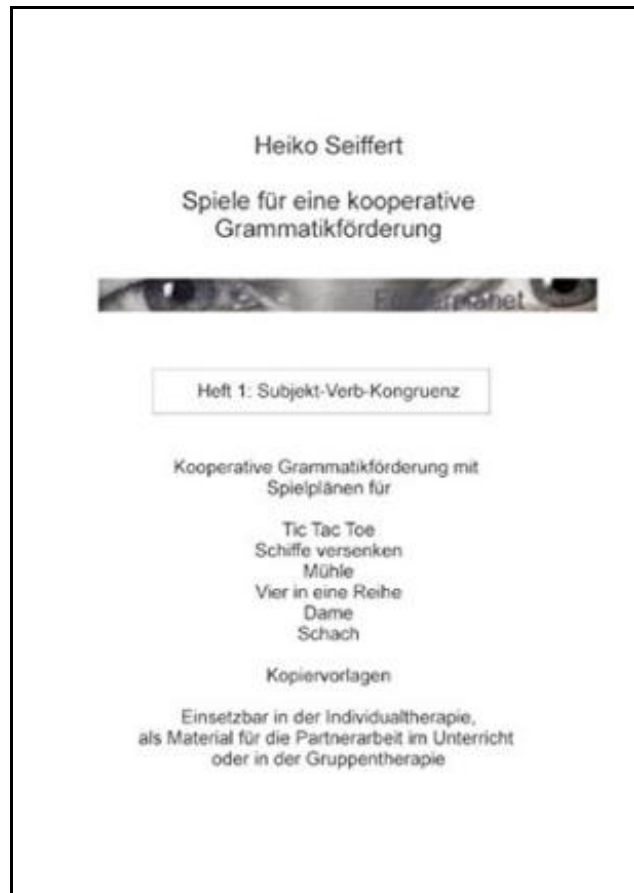 Heiko Seiffert
Spiele für eine kooperative
Grammatikförderung
Förderplanet
Heft 1: Subjekt-Verb-Kongruenz
Kooperative Grammatikförderung mit
Spielplänen für
Tic Tac Toe
Schiffe versenken
Mühle
Vier in eine Reihe
Dame
Schach
Kopiervorlagen
Einsetzbar in der Individualtherapie,
als Material für die Partnerarbeit im Unterricht
oder in der Gruppentherapie